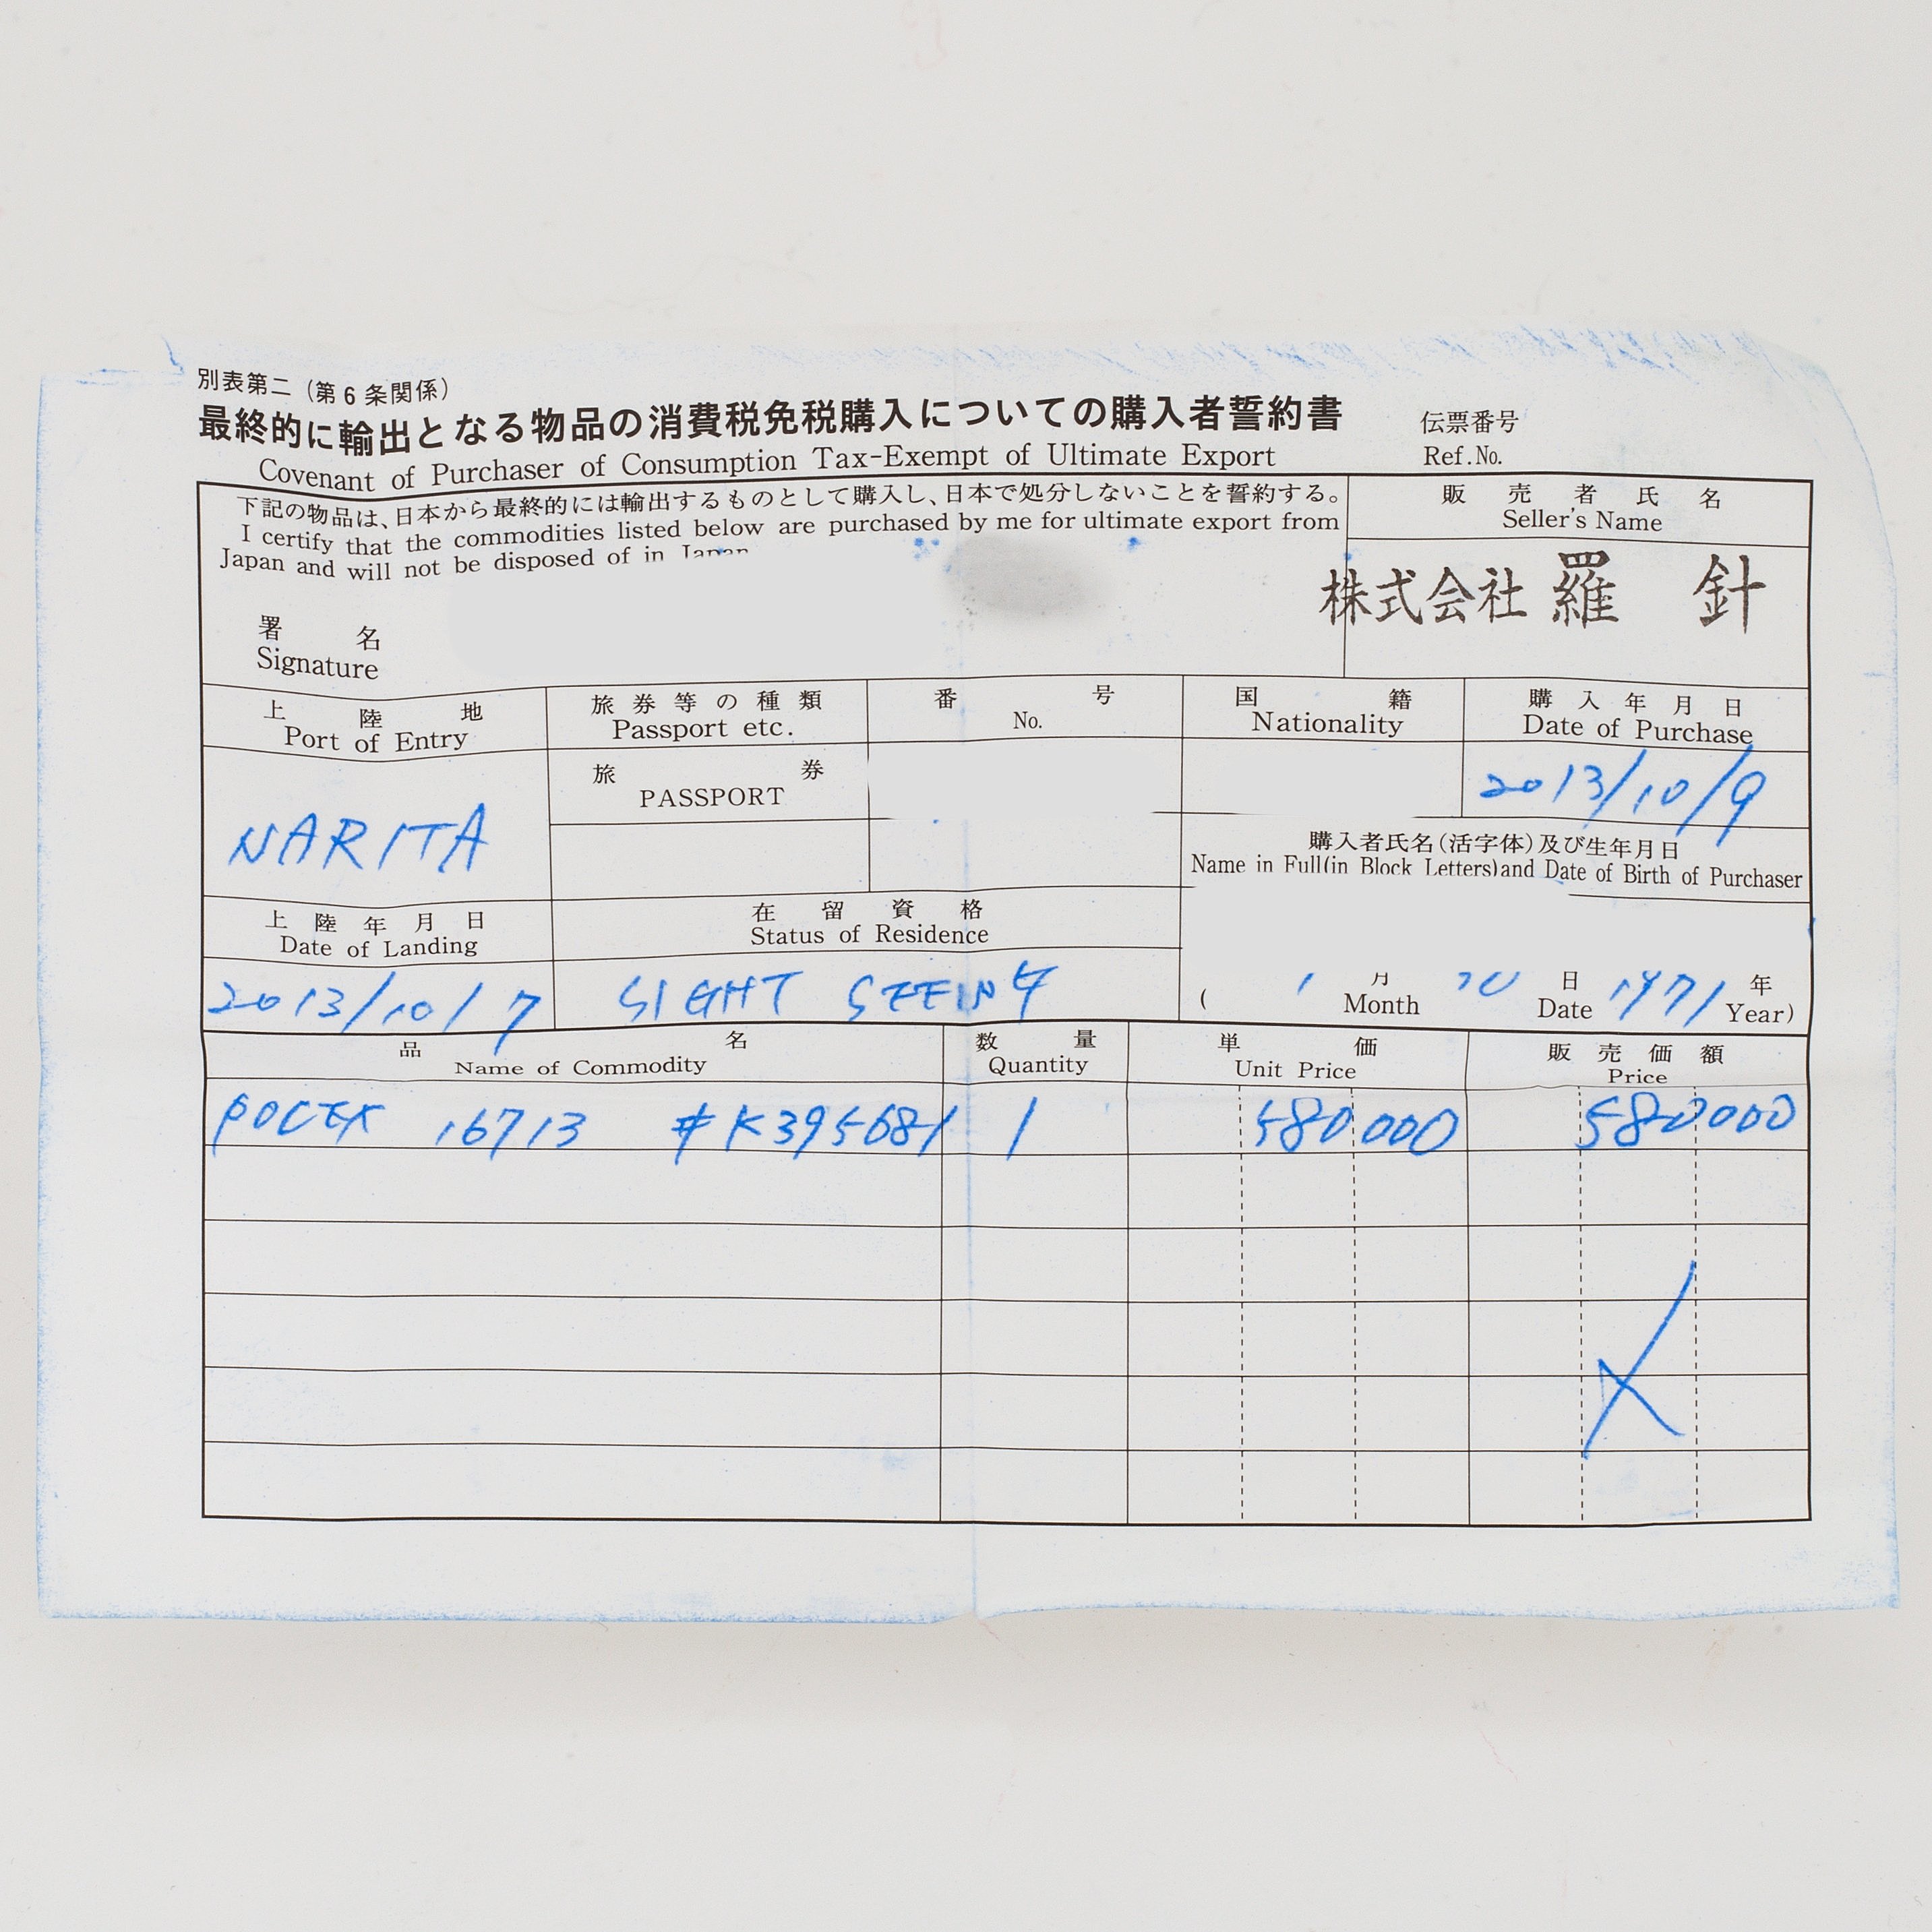 別表第二（第6条関係）
最終的に輸出となる物品の消費税免税購入についての購入者誓約書
Covenant of Purchaser of Consumption Tax-Exempt of Ultimate Export
伝票番号
Ref.No.
下記の物品は、日本から最終的には輸出するものとして購入し、日本で処分しないことを誓約する。
I certify that the commodities listed below are purchased by me for ultimate export from
Japan and will not be disposed of in Japan
署名
Signature
販売者氏名
Seller's Name
株式会社 羅針
上陸地
Port of Entry
旅券等の種類
Passport etc.
番号
No.
国籍
Nationality
購入年月日
Date of Purchase
NARITA
旅券
PASSPORT
2013/10/9
購入者氏名(活字体)及び生年月日
Name in Full(in Block Letters)and Date of Birth of Purchaser
上陸年月日
Date of Landing
在留資格
Status of Residence
2013/10/7
SIGHT SEEING
( 1 月 日 1971 年
Month Date Year)
品名
Name of Commodity
数量
Quantity
単価
Unit Price
販売価額
Price
16713 #K395681 1 580000 580000